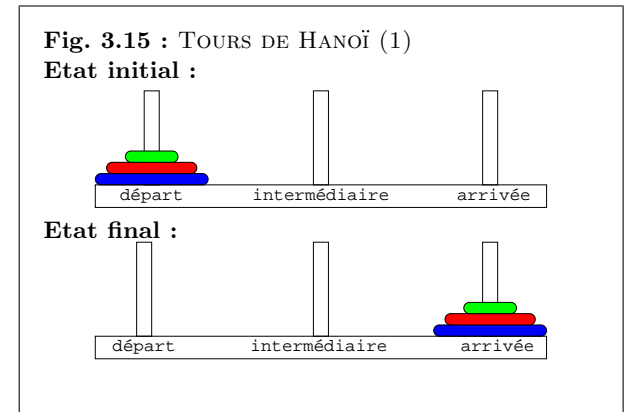 Fig. 3.15 : TOURS DE HANOÏ (1)
Etat initial :
départ intermédiaire arrivée
Etat final :
départ intermédiaire arrivée